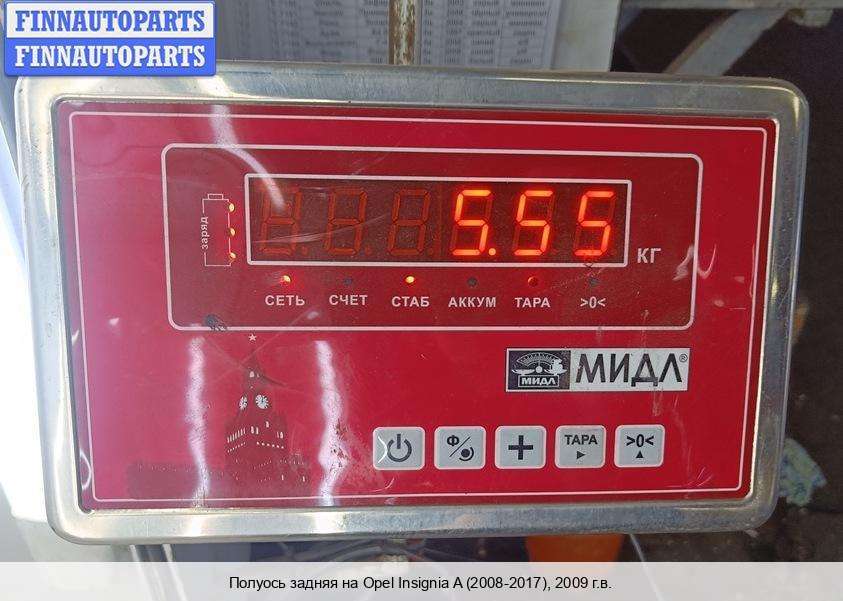 FINNAUTOPARTS
FINNAUTOPARTS
5.55
заряд
КГ
СЕТЬ СЧЕТ СТАБ АККУМ ТАРА >0<
МИДЛ МИДЛ®
Ф + ТАРА >0<
Полуось задняя на Opel Insignia A (2008-2017), 2009 г.в.